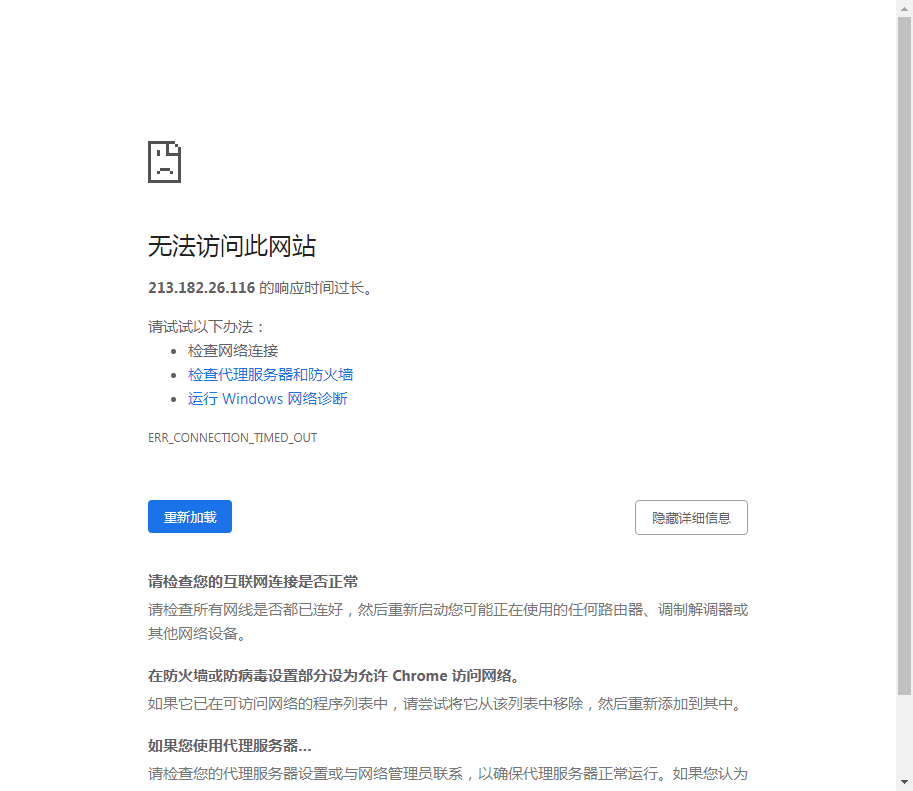 无法访问此网站
213.182.26.116 的响应时间过长。
请试试以下办法：
检查网络连接
检查代理服务器和防火墙
运行 Windows 网络诊断
ERR_CONNECTION_TIMED_OUT
重新加载
隐藏详细信息
请检查您的互联网连接是否正常
请检查所有网线是否都已连好，然后重新启动您可能正在使用的任何路由器、调制解调器或
其他网络设备。
在防火墙或防病毒设置部分设为允许 Chrome 访问网络。
如果它已在可访问网络的程序列表中，请尝试将它从该列表中移除，然后重新添加到其中。
如果您使用代理服务器...
请检查您的代理服务器设置或与网络管理员联系，以确保代理服务器正常运行。如果您认为